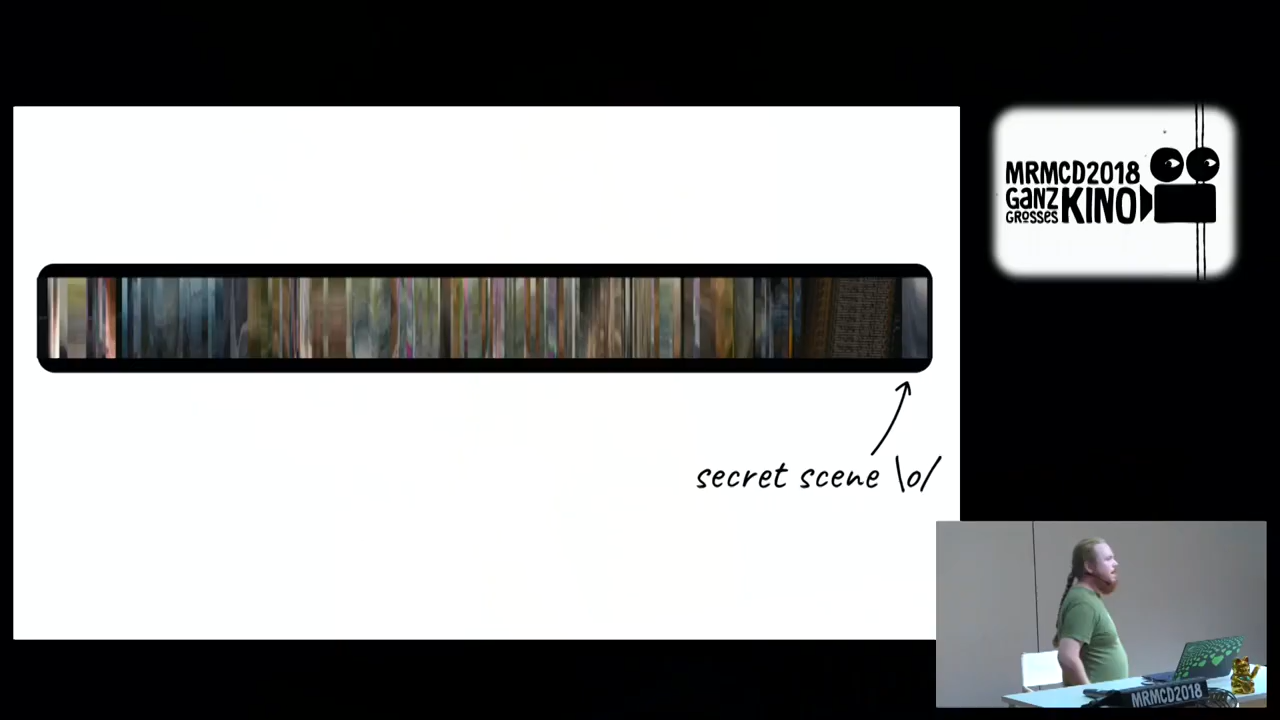 MRMCD2018
GANZ
GROSSES
KINO
secret scene \o/
MRMCD2018